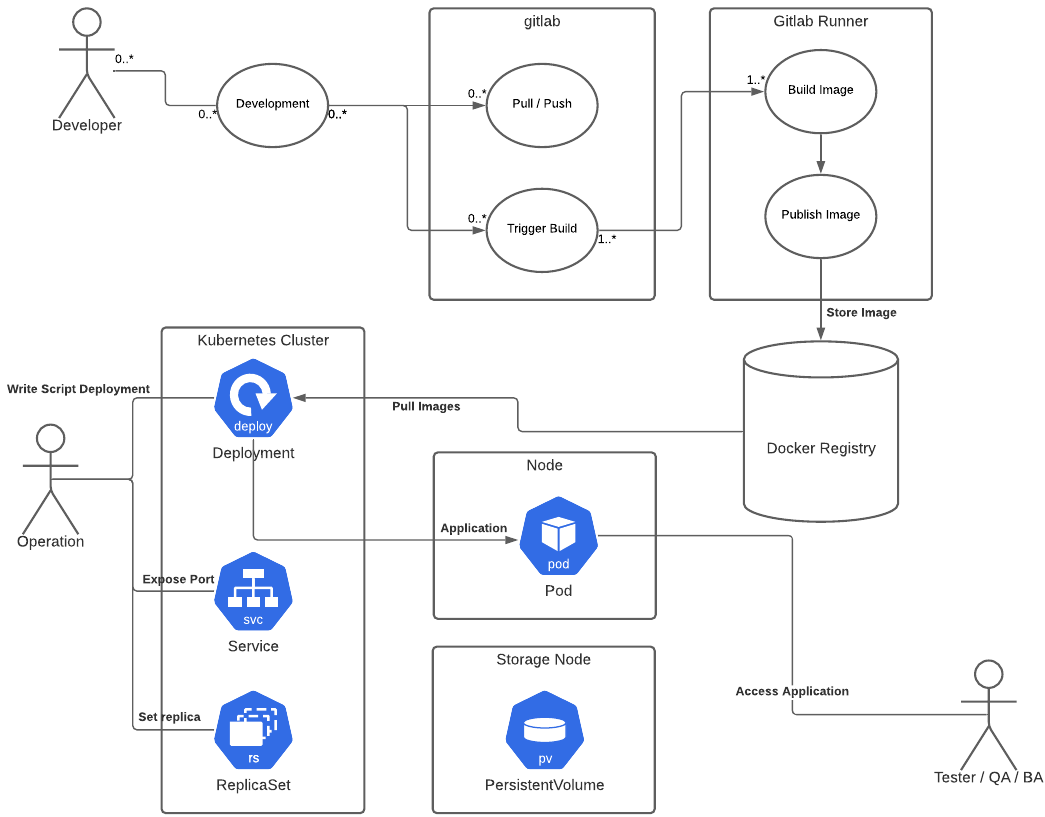 gitlab
Gitlab Runner
0..*
Developer
0..*
Development
0..*
0..*
Pull / Push
0..*
Trigger Build
1..*
1..*
Build Image
Publish Image
Store Image
Docker Registry
Kubernetes Cluster
Write Script Deployment
deploy
Deployment
Pull Images
Operation
Node
Application
pod
Pod
Expose Port
svc
Service
Storage Node
pv
PersistentVolume
Set replica
rs
ReplicaSet
Access Application
Tester / QA / BA